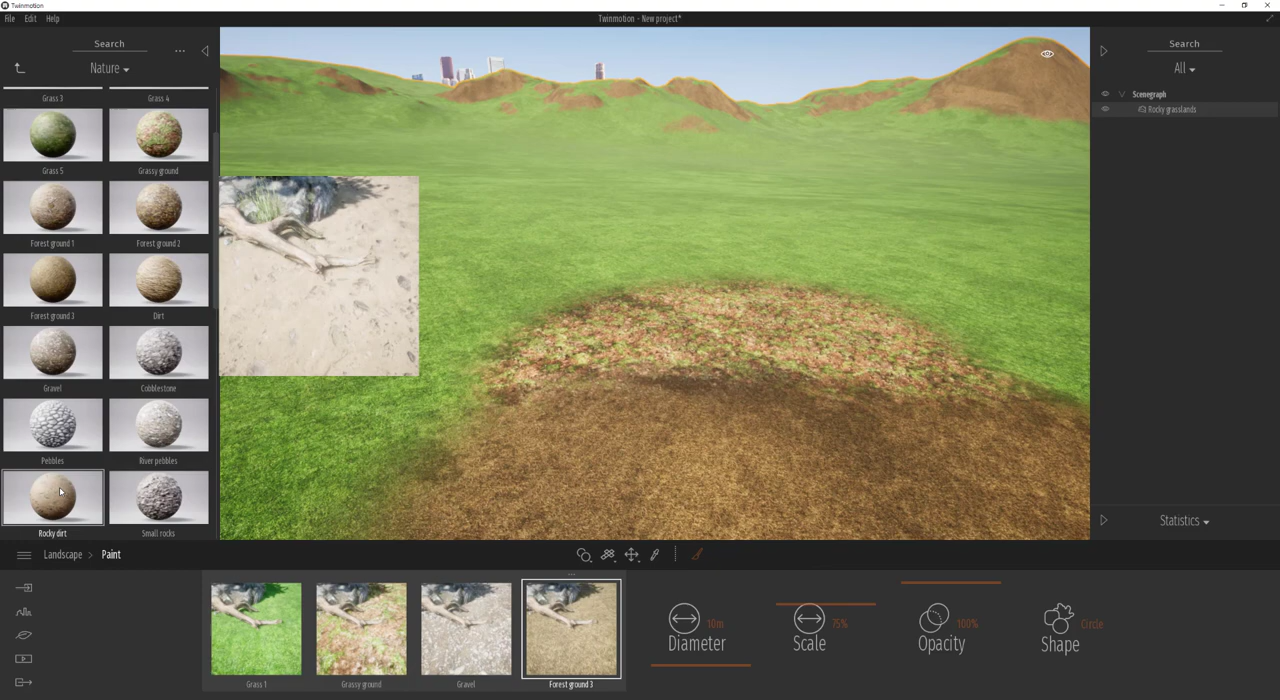 Twinmotion
File Edit Help
Twinmotion - New project*
Search
...
Nature
Grass 3
Grass 4
Grass 5
Grassy ground
Forest ground 1
Forest ground 2
Forest ground 3
Dirt
Gravel
Cobblestone
Pebbles
River pebbles
Rocky dirt
Small rocks
Search
All
Scenegraph
Rocky grasslands
Statistics
Landscape > Paint
Grass 1
Grassy ground
Gravel
Forest ground 3
10m
Diameter
75%
Scale
100%
Opacity
Circle
Shape